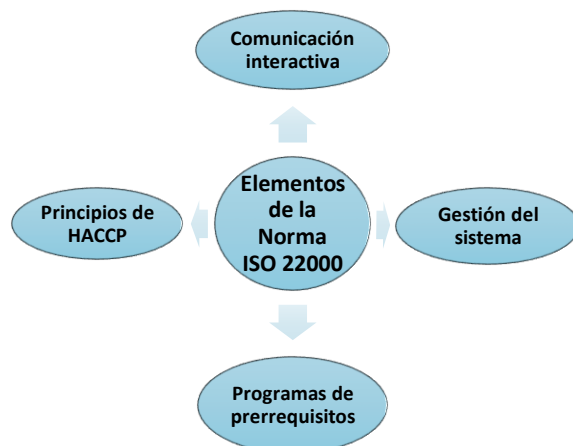 Comunicación
interactiva
Elementos
de la
Norma
ISO 22000
Principios de
HACCP
Gestión del
sistema
Programas de
prerrequisitos